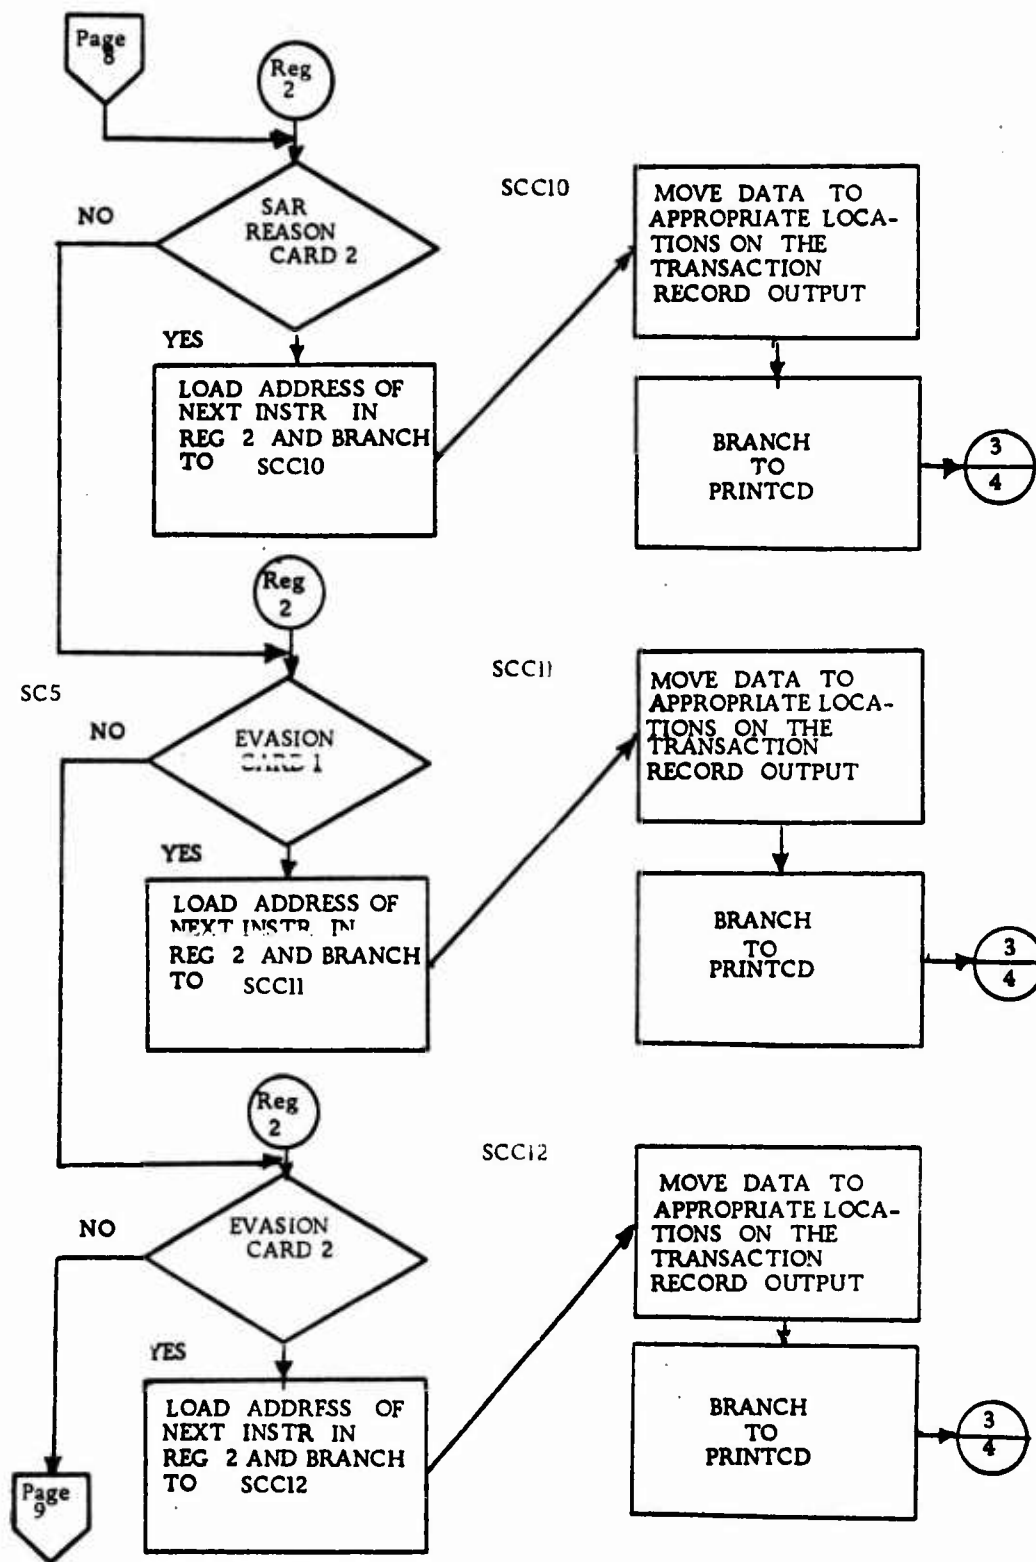 Page
8
Reg
2
NO
SAR
REASON
CARD 2
SCC10
MOVE DATA TO
APPROPRIATE LOCA-
TIONS ON THE
TRANSACTION
RECORD OUTPUT
YES
LOAD ADDRESS OF
NEXT INSTR IN
REG 2 AND BRANCH
TO SCC10
BRANCH
TO
PRINTCD
3
4
Reg
2
SC5
NO
EVASION
CARD 1
SCC11
MOVE DATA TO
APPROPRIATE LOCA-
TIONS ON THE
TRANSACTION
RECORD OUTPUT
YES
LOAD ADDRESS OF
NEXT INSTR IN
REG 2 AND BRANCH
TO SCC11
BRANCH
TO
PRINTCD
3
4
Reg
2
NO
EVASION
CARD 2
SCC12
MOVE DATA TO
APPROPRIATE LOCA-
TIONS ON THE
TRANSACTION
RECORD OUTPUT
YES
LOAD ADDRESS OF
NEXT INSTR IN
REG 2 AND BRANCH
TO SCC12
BRANCH
TO
PRINTCD
3
4
Page
9